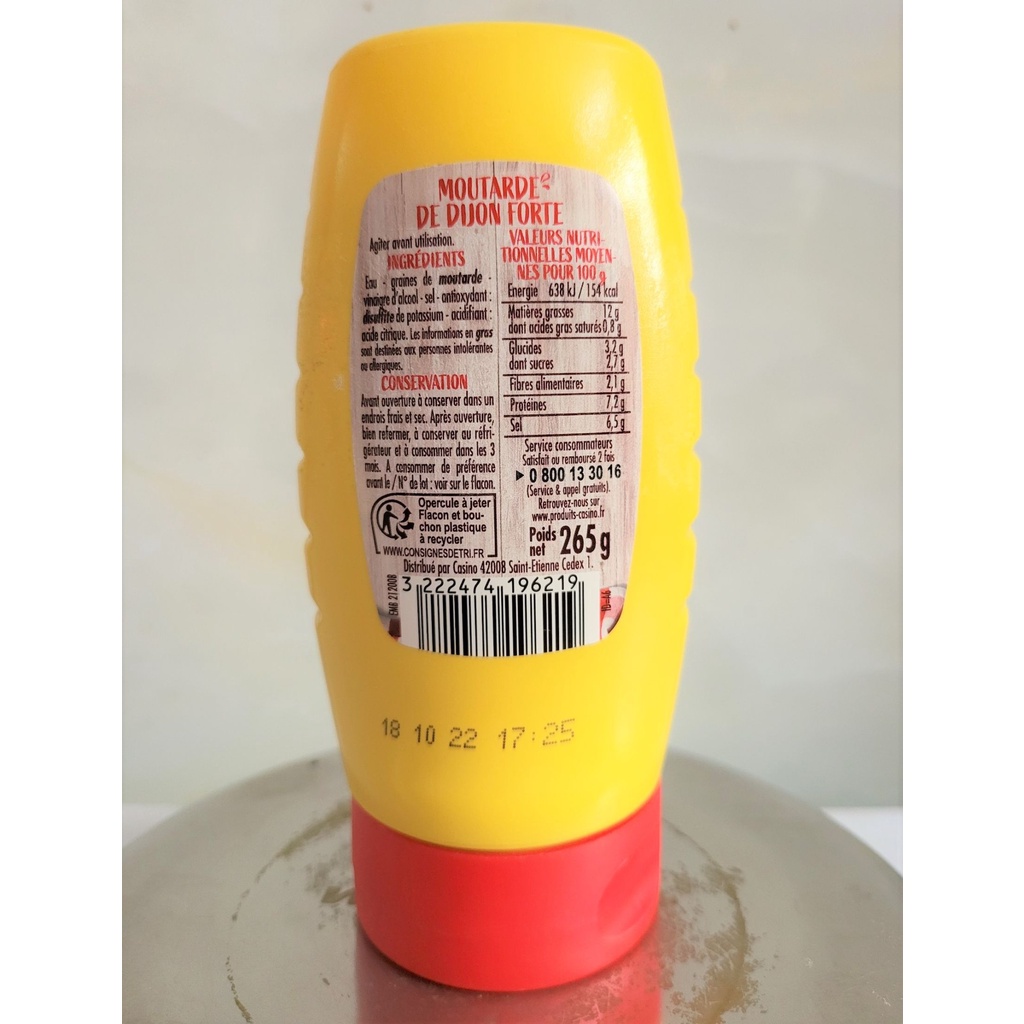 MOUTARDE
DE DIJON FORTE
Agiter avant utilisation.
INGRÉDIENTS
Eau - graines de moutarde -
vinaigre d'alcool - sel - antioxydant :
disulfite de potassium - acidifiant :
acide citrique. Les informations en gras
sont destinées aux personnes intolérantes
ou allergiques.
CONSERVATION
Avant ouverture à conserver dans un
endrois frais et sec. Après ouverture,
bien refermer, à conserver au réfri-
gérateur et à consommer dans les 3
mois. A consommer de préférence
avant le / N° de lot : voir sur le flacon.
Opercule à jeter
Flacon et bou-
chon plastique
à recycler
WWW.CONSIGNESDETRI.FR
VALEURS NUTRI-
TIONNELLES MOYEN-
NES POUR 100 g
Energie 638 kJ / 154 kcal
Matières grasses 12 g
dont acides gras saturés 0,8 g
Glucides 3,2 g
dont sucres 2,7 g
Fibres alimentaires 2,1 g
Protéines 7,2 g
Sel 6,5 g
Service consommateurs
Satisfait ou remboursé 2 fois
0 800 13 30 16
(Service & appel gratuits).
Retrouvez-nous sur
www.produits-casino.fr
Poids net 265 g
Distribué par Casino 42008 Saint-Etienne Cedex 1.
EMB 212008
3 222474 196219
18 10 22 17:25